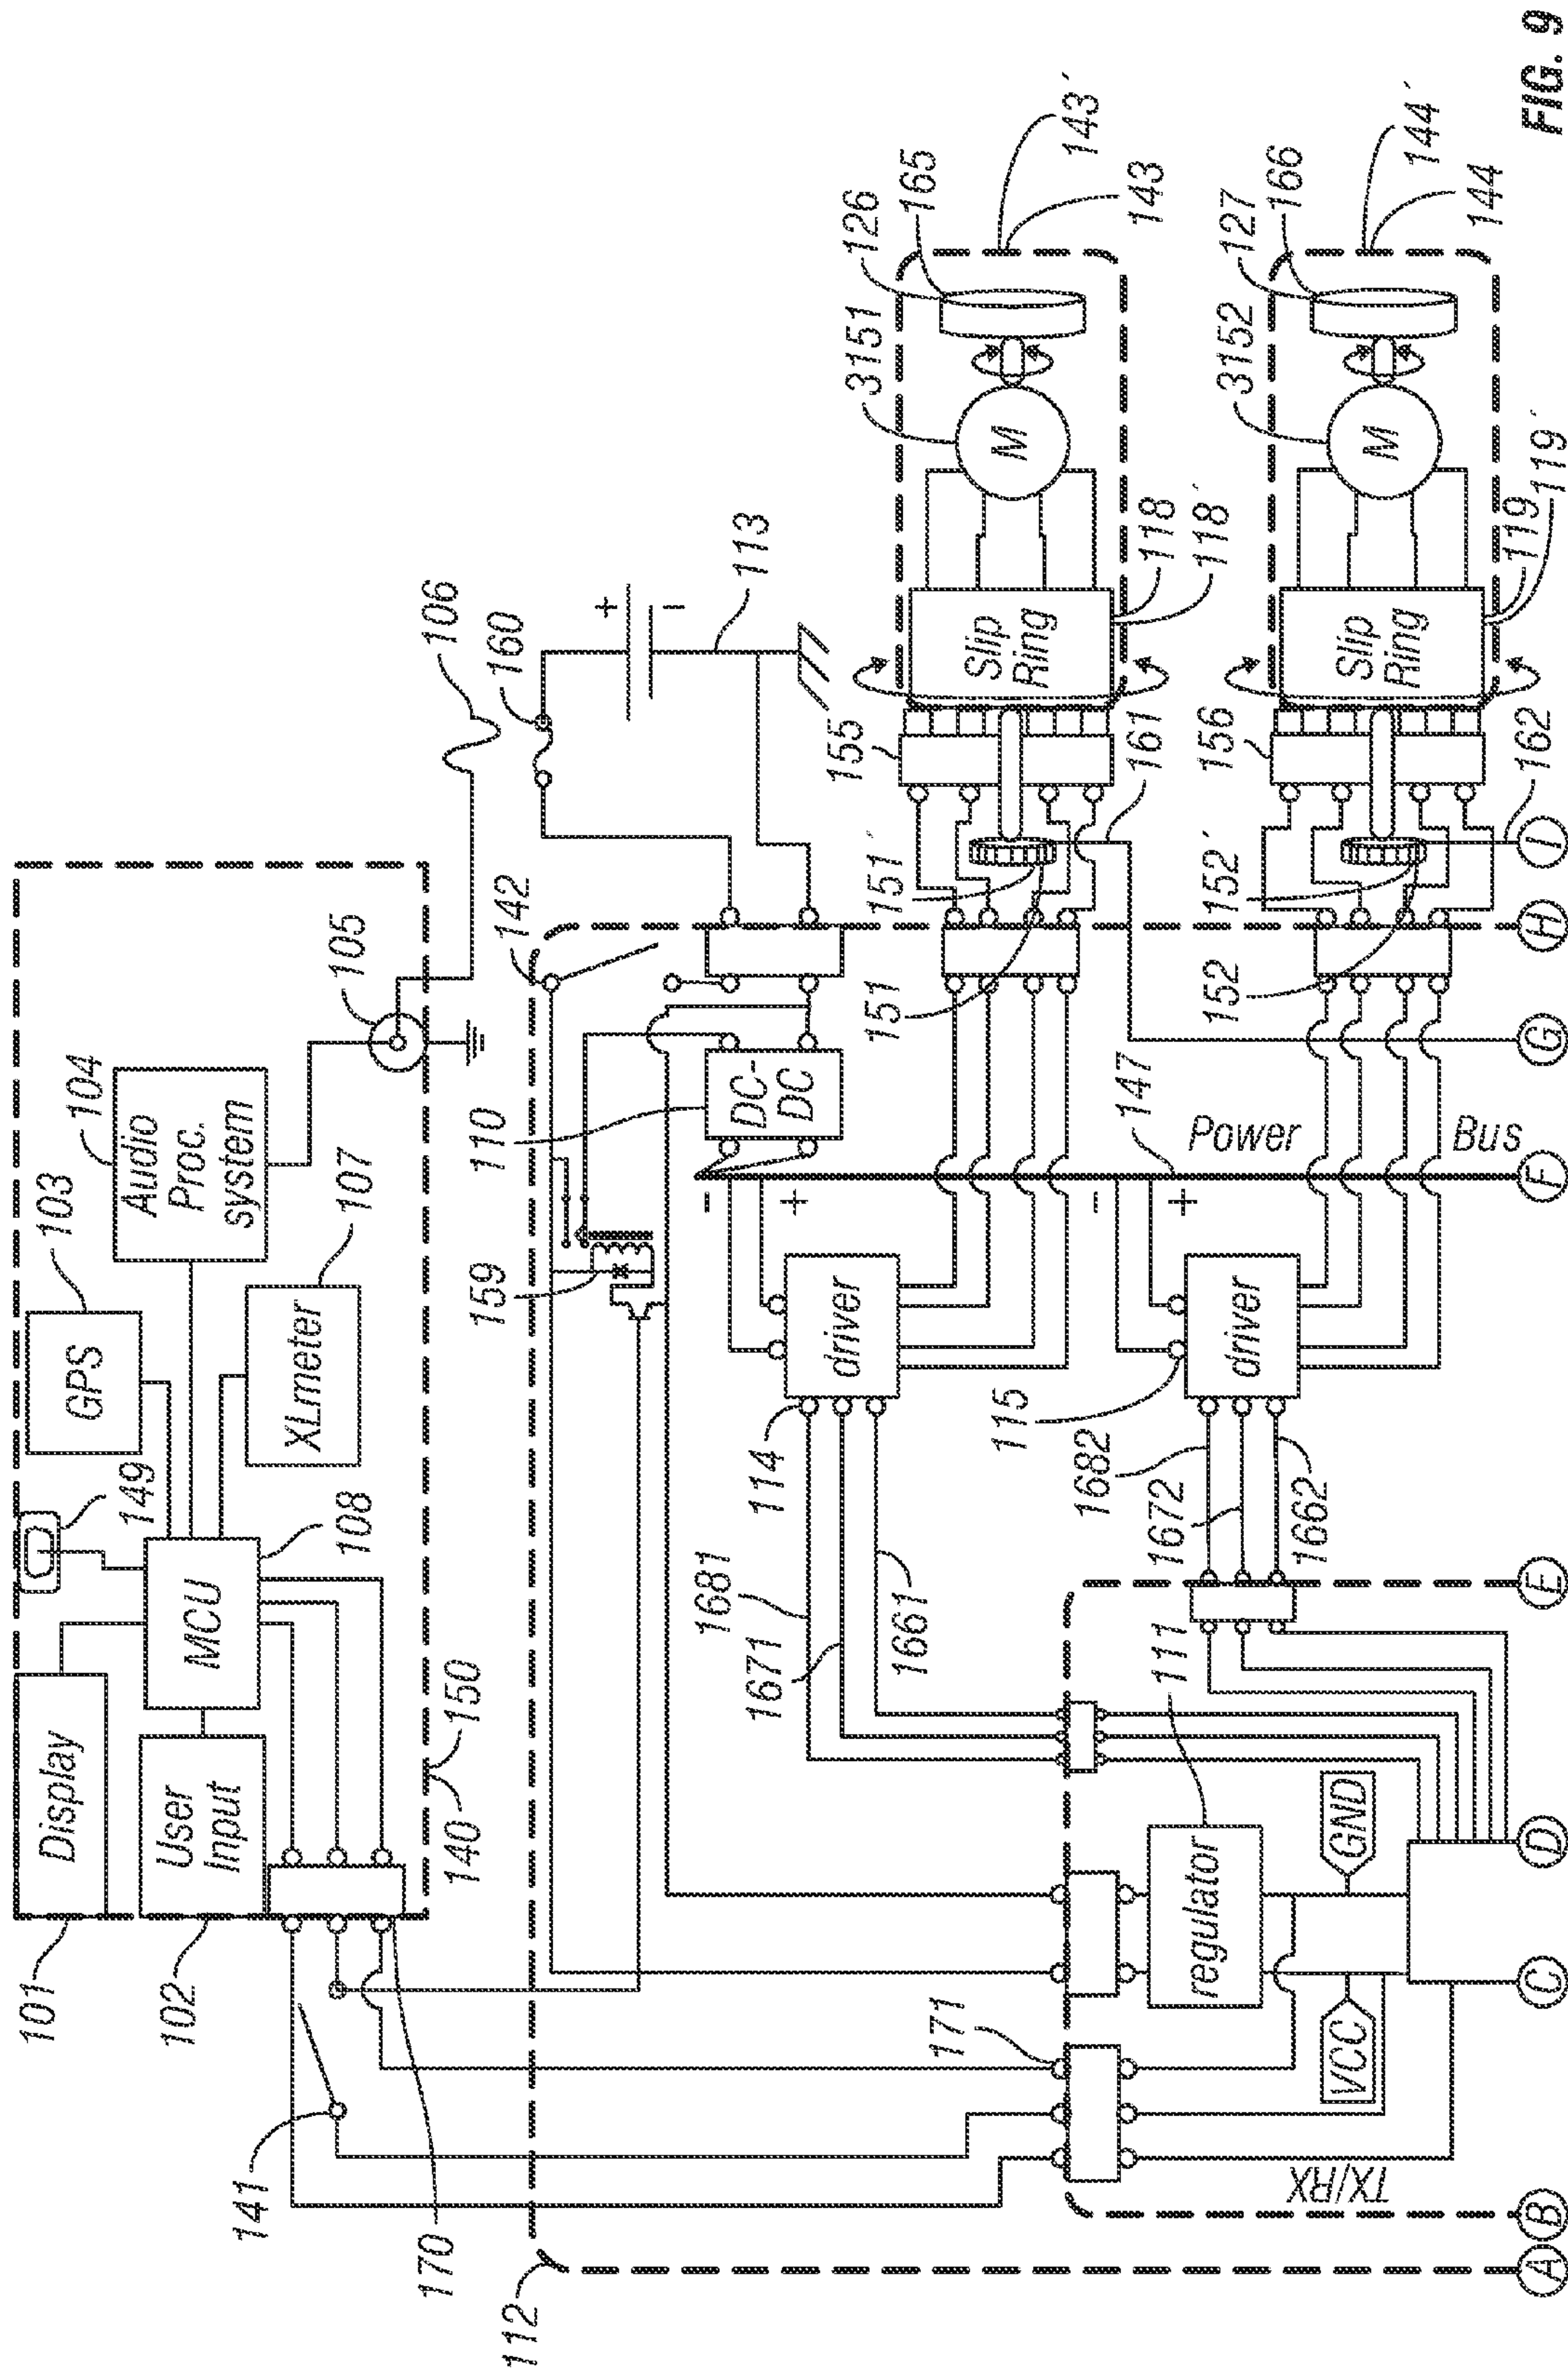 101
Display
102
User
Input
MCU
108
149
GPS
103
104
Audio
Proc.
system
XLmeter
107
105
106
160
+
−
113
140
150
141
170
112
142
110
DC-
DC
159
-
+
147
Power Bus
-
+
114
driver
115
driver
1681
1671
1661
1682
1672
1662
171
111
regulator
VCC
GND
TX/RX
151
151´
155
161
Slip
Ring
118
118´
M
3151
126
165
143
143´
152
152´
156
162
Slip
Ring
119
119´
M
3152
127
166
144
144´
A
B
C
D
E
F
G
H
I
FIG. 9